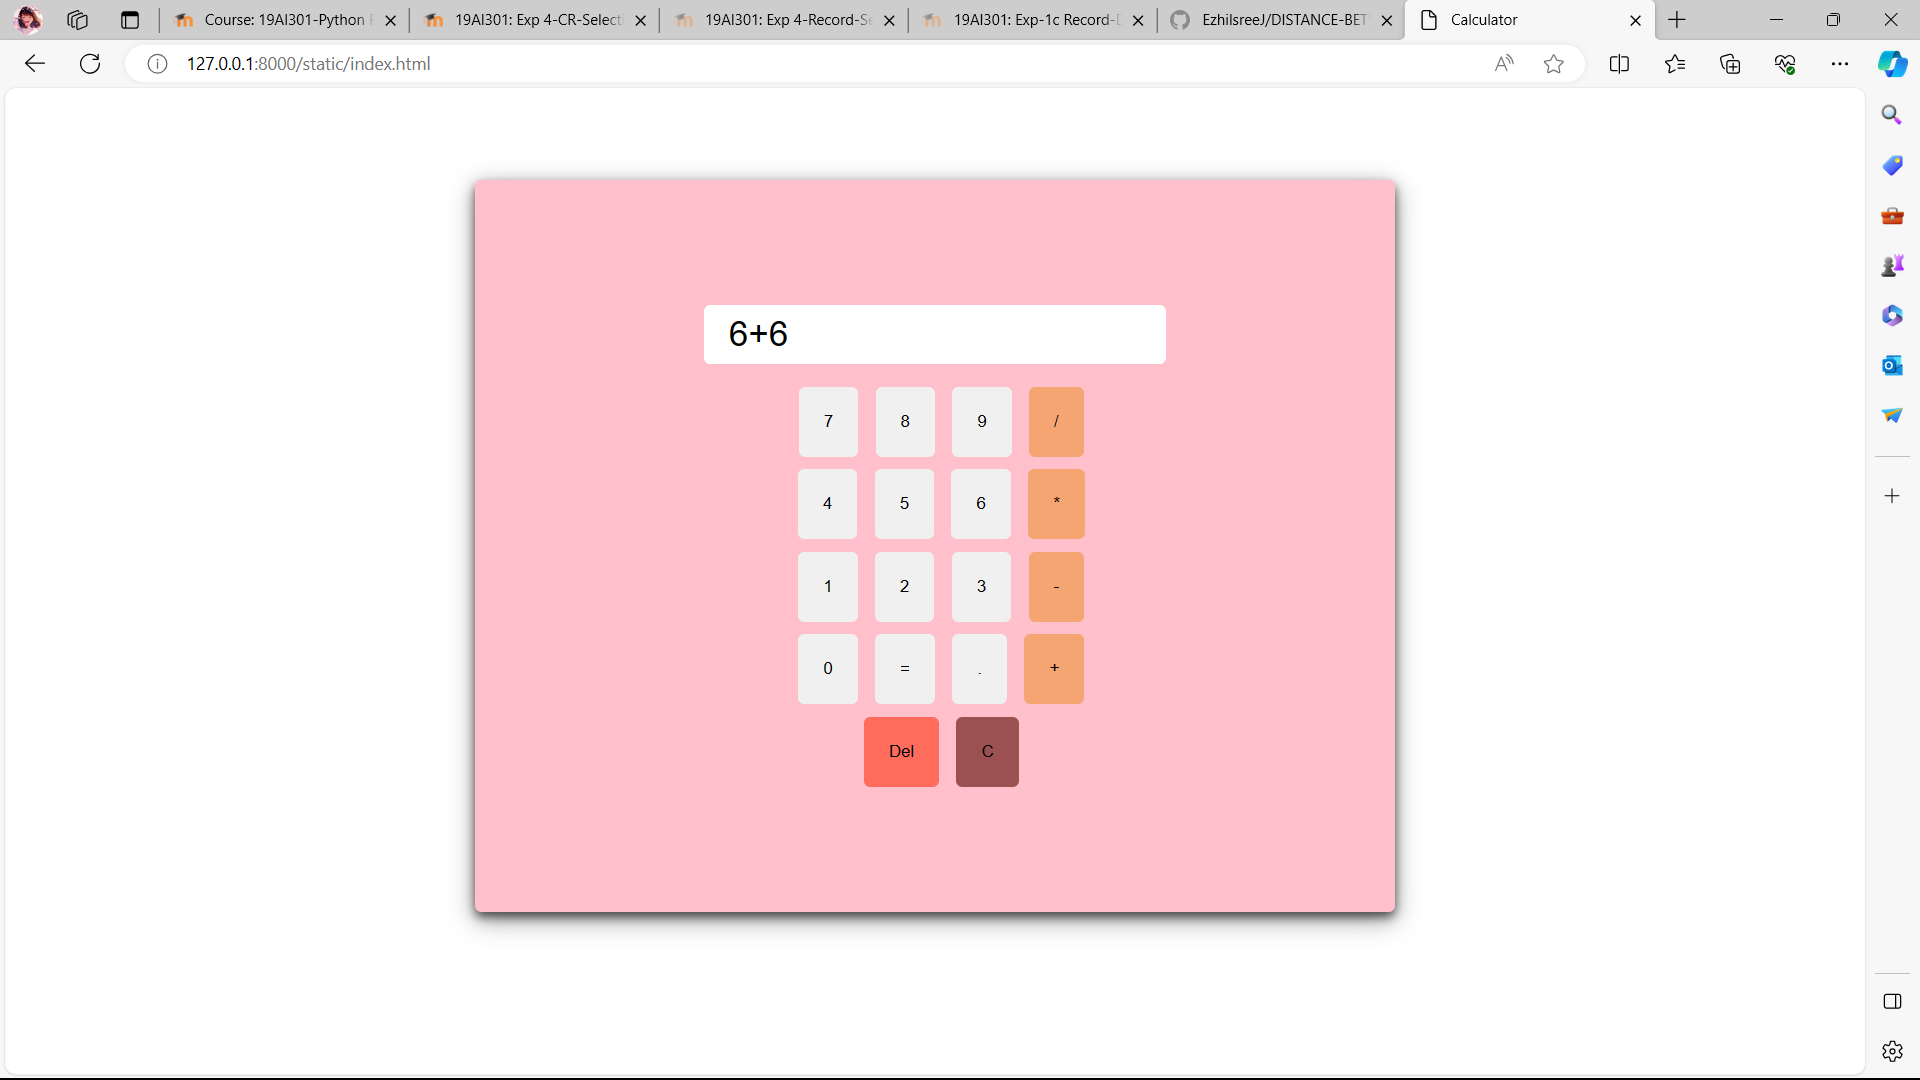 Course: 19AI301-Python
19AI301: Exp 4-CR-Selecti
19AI301: Exp 4-Record-Se
19AI301: Exp-1c Record-D
EzhilsreeJ/DISTANCE-BET
Calculator
127.0.0.1:8000/static/index.html
6+6
7 8 9 /
4 5 6 *
1 2 3 -
0 = . +
Del C